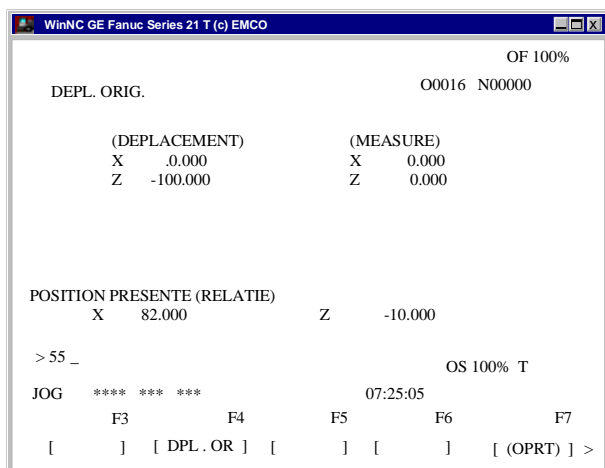 WinNC GE Fanuc Series 21 T (c) EMCO
OF 100%
DEPL. ORIG. O0016 N00000
(DEPLACEMENT) (MEASURE)
X .0.000 X 0.000
Z -100.000 Z 0.000
POSITION PRESENTE (RELATIE)
X 82.000 Z -10.000
> 55 _
OS 100% T
JOG **** *** *** 07:25:05
F3 F4 F5 F6 F7
[ ] [ DPL . OR ] [ ] [ ] [ (OPRT) ] >